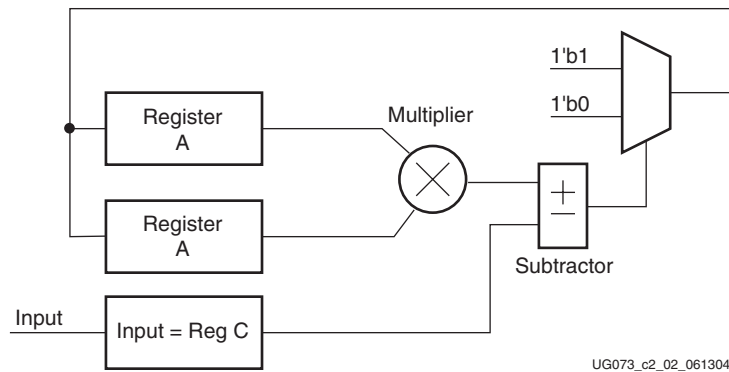 1'b1
1'b0
Multiplier
Register
A
+
−
Register
A
Subtractor
Input
Input = Reg C
UG073_c2_02_061304